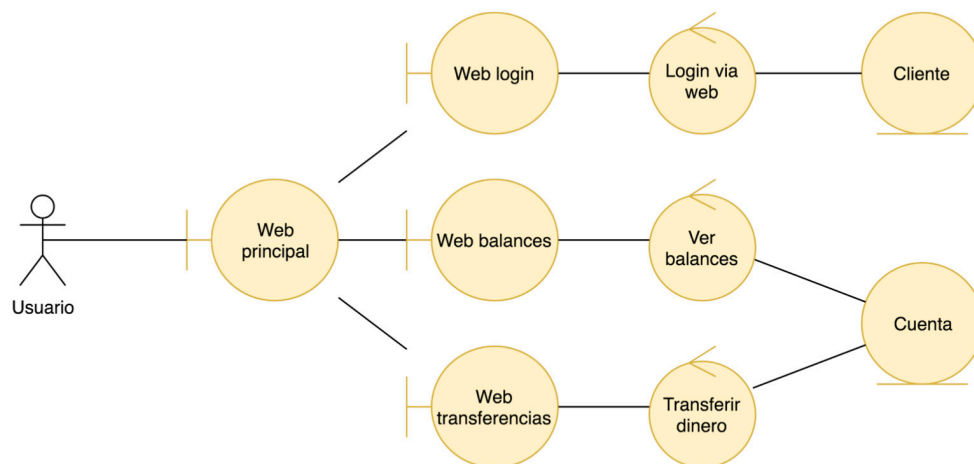 Web login
Login via
web
Cliente
Usuario
Web
principal
Web balances
Ver
balances
Cuenta
Web
transferencias
Transferir
dinero